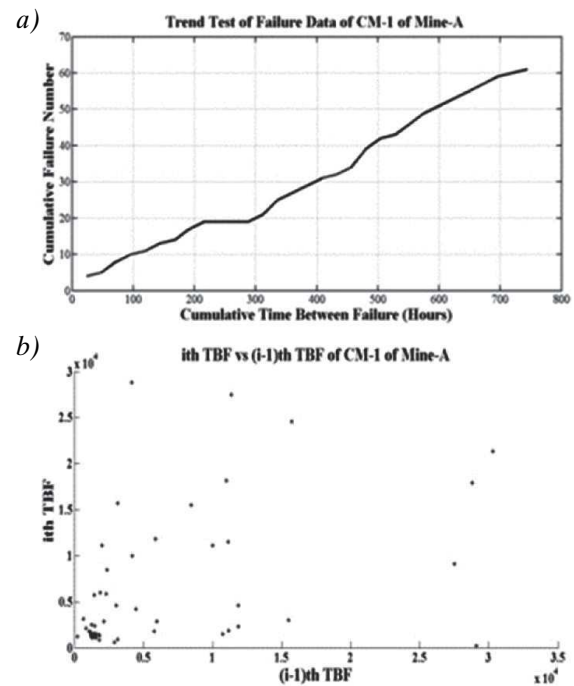 a)
Trend Test of Failure Data of CM-1 of Mine-A
Cumulative Failure Number
70
60
50
40
30
20
10
0
0 100 200 300 400 500 600 700 800
Cumulative Time Between Failure (Hours)
b)
ith TBF vs (i-1)th TBF of CM-1 of Mine-A
x 10⁴
ith TBF
3
2.5
2
1.5
1
0.5
0
0 0.5 1 1.5 2 2.5 3 3.5
x 10⁴
(i-1)th TBF